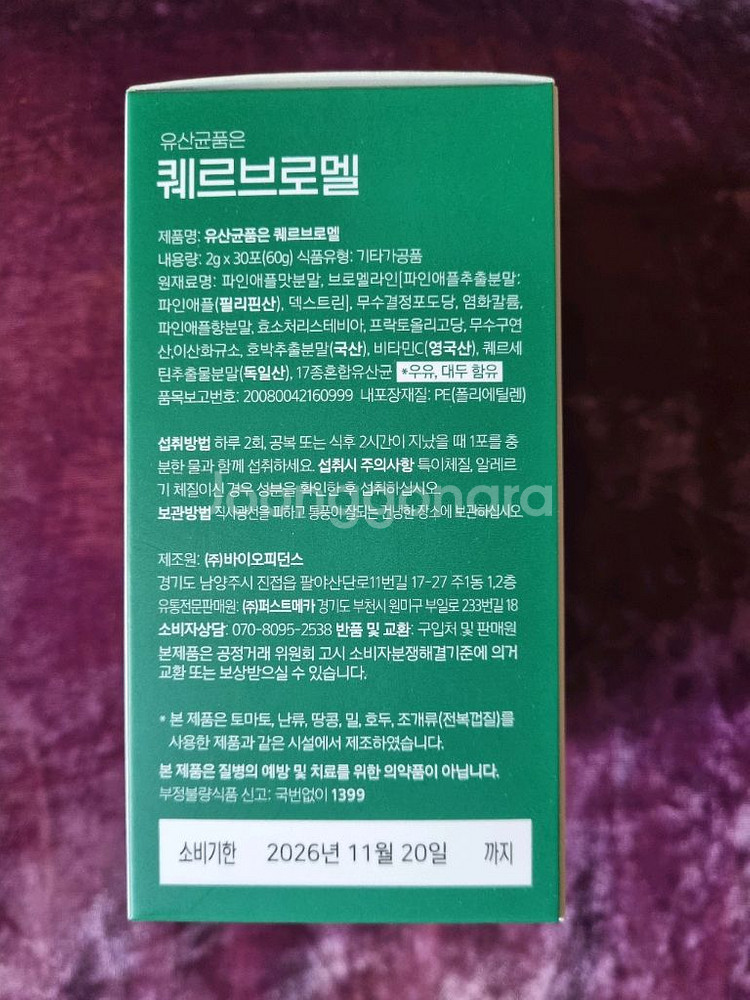 유산균품은
퀘르브로멜
제품명: 유산균품은 퀘르브로멜
내용량: 2g x 30포(60g) 식품유형: 기타가공품
원재료명: 파인애플맛분말, 브로멜라인[파인애플추출분말:
파인애플(필리핀산), 덱스트린], 무수결정포도당, 염화칼륨,
파인애플향분말, 효소처리스테비아, 프락토올리고당, 무수구연
산,이산화규소, 호박추출분말(국산), 비타민C(영국산), 퀘르세
틴추출물분말(독일산), 17종혼합유산균 *우유, 대두 함유
품목보고번호: 20080042160999 내포장재질: PE(폴리에틸렌)
섭취방법 하루 2회, 공복 또는 식후 2시간이 지났을 때 1포를 충
분한 물과 함께 섭취하세요. 섭취시 주의사항 특이체질, 알레르
기 체질이신 경우 성분을 확인한 후 섭취하십시오.
보관방법 직사광선을 피하고 통풍이 잘되는 건냉한 장소에 보관하십시오.
joonggonara
제조원: (주)바이오피던스
경기도 남양주시 진접읍 팔야산단로11번길 17-27 주1동 1,2층
유통전문판매원: (주)퍼스트메카 경기도 부천시 원미구 부일로 233번길 18
소비자상담: 070-8095-2538 반품 및 교환: 구입처 및 판매원
본제품은 공정거래 위원회 고시 소비자분쟁해결기준에 의거
교환 또는 보상받으실 수 있습니다.
* 본 제품은 토마토, 난류, 땅콩, 밀, 호두, 조개류(전복껍질)를
사용한 제품과 같은 시설에서 제조하였습니다.
본 제품은 질병의 예방 및 치료를 위한 의약품이 아닙니다.
부정불량식품 신고: 국번없이 1399
소비기한 2026년 11월 20일 까지